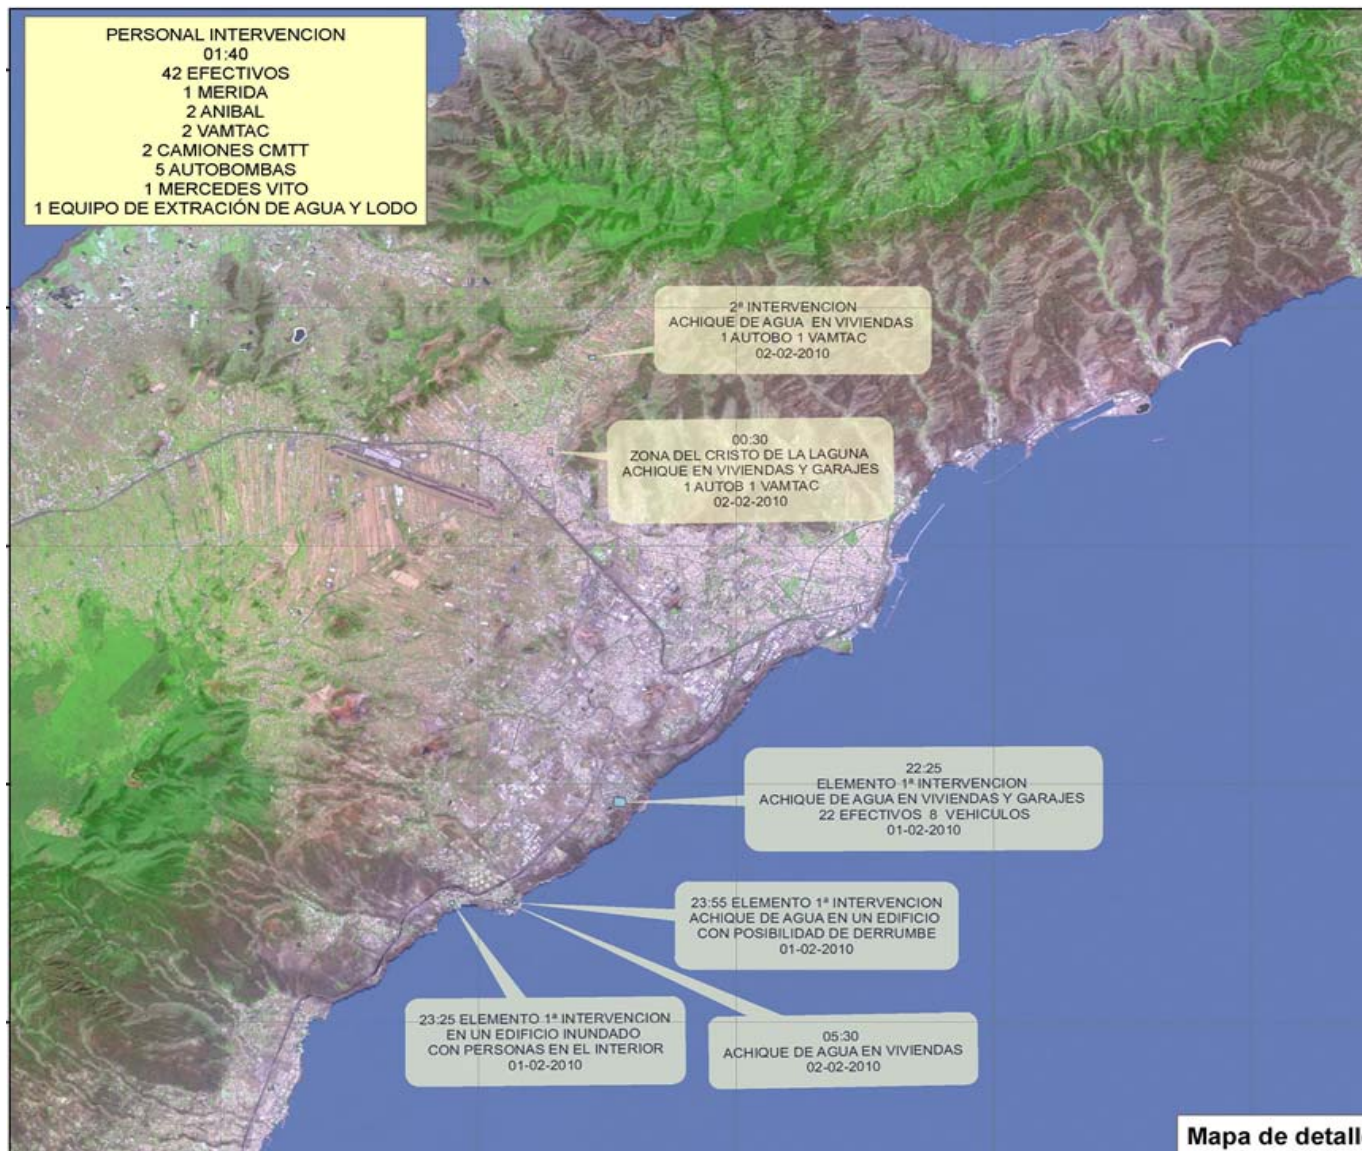 PERSONAL INTERVENCION
01:40
42 EFECTIVOS
1 MERIDA
2 ANIBAL
2 VAMTAC
2 CAMIONES CMTT
5 AUTOBOMBAS
1 MERCEDES VITO
1 EQUIPO DE EXTRACIÓN DE AGUA Y LODO
2ª INTERVENCION
ACHIQUE DE AGUA EN VIVIENDAS
1 AUTOBO 1 VAMTAC
02-02-2010
00:30
ZONA DEL CRISTO DE LA LAGUNA
ACHIQUE EN VIVIENDAS Y GARAJES
1 AUTOB 1 VAMTAC
02-02-2010
22:25
ELEMENTO 1ª INTERVENCION
ACHIQUE DE AGUA EN VIVIENDAS Y GARAJES
22 EFECTIVOS 8 VEHICULOS
01-02-2010
23:55 ELEMENTO 1ª INTERVENCION
ACHIQUE DE AGUA EN UN EDIFICIO
CON POSIBILIDAD DE DERRUMBE
01-02-2010
23:25 ELEMENTO 1ª INTERVENCION
EN UN EDIFICIO INUNDADO
CON PERSONAS EN EL INTERIOR
01-02-2010
05:30
ACHIQUE DE AGUA EN VIVIENDAS
02-02-2010
Mapa de detall